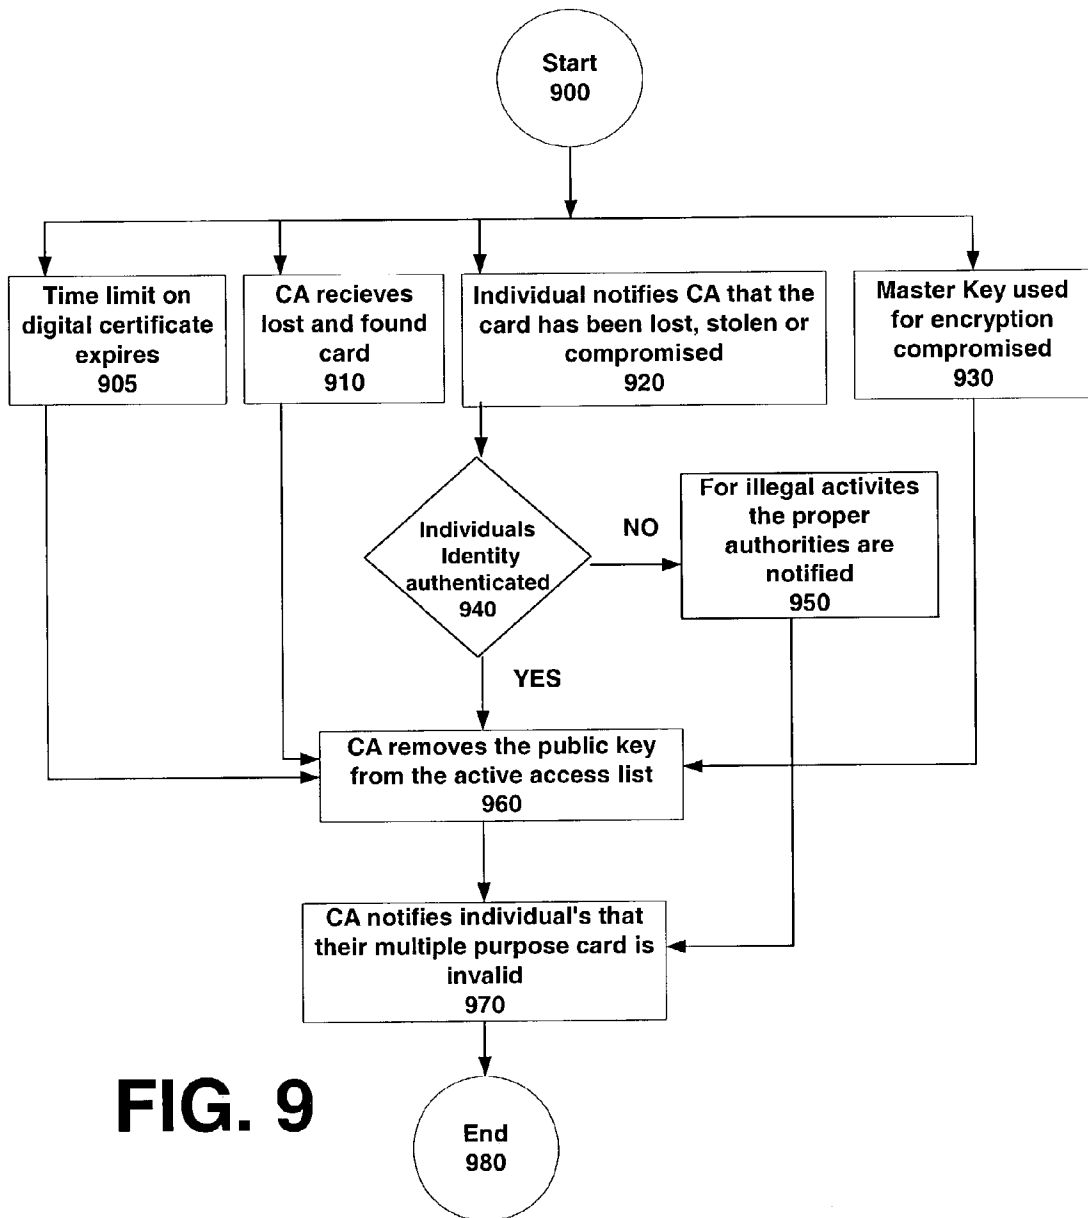 Start
900
Time limit on
digital certificate
expires
905
CA recieves
lost and found
card
910
Individual notifies CA that the
card has been lost, stolen or
compromised
920
Master Key used
for encryption
compromised
930
Individuals
Identity
authenticated
940
NO
For illegal activites
the proper
authorities are
notified
950
YES
CA removes the public key
from the active access list
960
CA notifies individual's that
their multiple purpose card is
invalid
970
FIG. 9
End
980